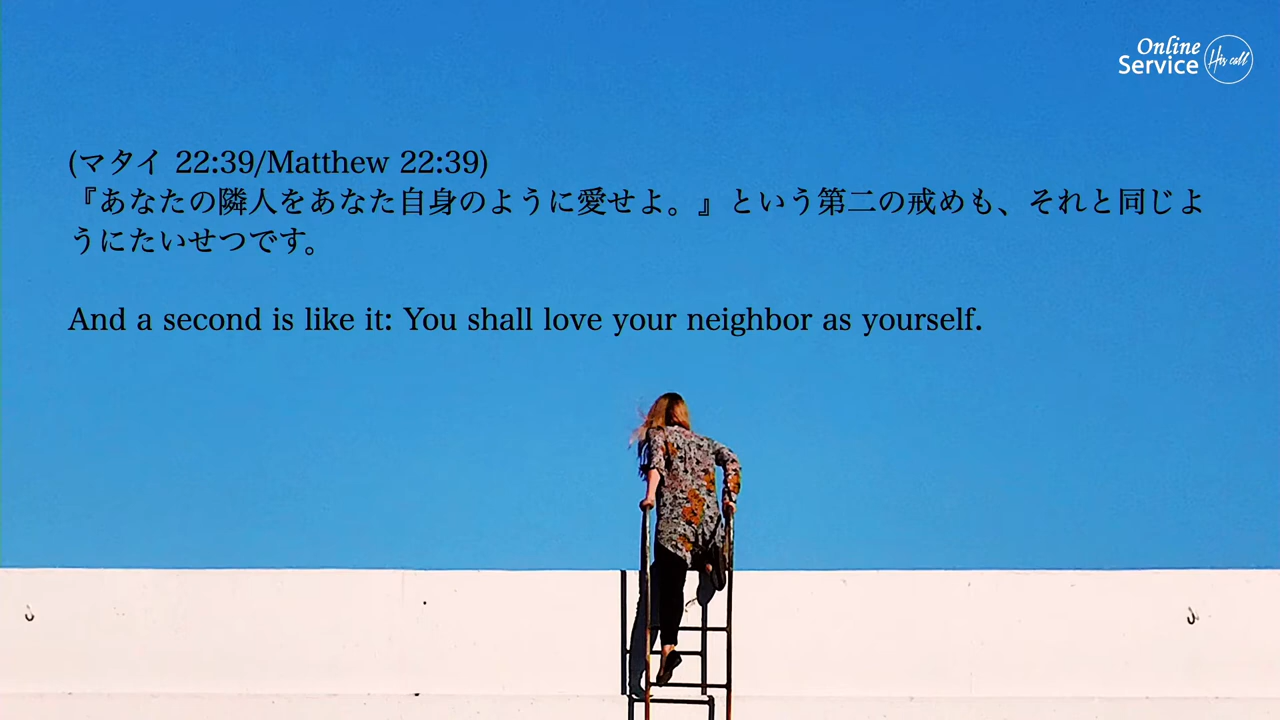 Online
Service
His call
(マタイ 22:39/Matthew 22:39)
『あなたの隣人をあなた自身のように愛せよ。』という第二の戒めも、それと同じよ
うにたいせつです。
And a second is like it: You shall love your neighbor as yourself.